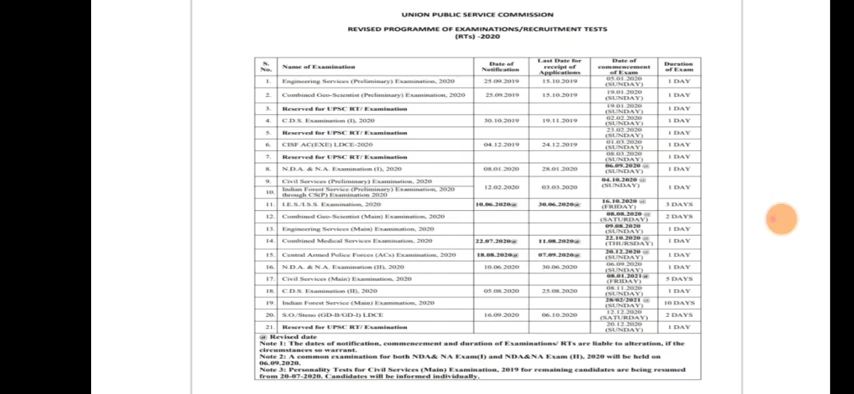 UNION PUBLIC SERVICE COMMISSION
REVISED PROGRAMME OF EXAMINATIONS/RECRUITMENT TESTS
(RTs) -2020
S. No. Name of Examination Date of Notification Last Date for receipt of Applications Date of commencement of Exam Duration of Exam
1. Engineering Services (Preliminary) Examination, 2020 25.09.2019 15.10.2019 05.01.2020 (SUNDAY) 1 DAY
2. Combined Geo-Scientist (Preliminary) Examination, 2020 25.09.2019 15.10.2019 19.01.2020 (SUNDAY) 1 DAY
3. Reserved for UPSC RT/ Examination 19.01.2020 (SUNDAY) 1 DAY
4. C.D.S. Examination (I), 2020 30.10.2019 19.11.2019 02.02.2020 (SUNDAY) 1 DAY
5. Reserved for UPSC RT/ Examination 23.02.2020 (SUNDAY) 1 DAY
6. CISF AC(EXE) LDCE-2020 04.12.2019 24.12.2019 01.03.2020 (SUNDAY) 1 DAY
7. Reserved for UPSC RT/ Examination 08.03.2020 (SUNDAY) 1 DAY
8. N.D.A. & N.A. Examination (I), 2020 08.01.2020 28.01.2020 06.09.2020 @ (SUNDAY) 1 DAY
9. Civil Services (Preliminary) Examination, 2020 12.02.2020 03.03.2020 04.10.2020 @ (SUNDAY) 1 DAY
10. Indian Forest Service (Preliminary) Examination, 2020 through CS(P) Examination 2020
11. I.E.S./I.S.S. Examination, 2020 10.06.2020@ 30.06.2020@ 16.10.2020 @ (FRIDAY) 3 DAYS
12. Combined Geo-Scientist (Main) Examination, 2020 08.08.2020 @ (SATURDAY) 2 DAYS
13. Engineering Services (Main) Examination, 2020 09.08.2020 (SUNDAY) 1 DAY
14. Combined Medical Services Examination, 2020 22.07.2020@ 11.08.2020@ 22.10.2020 @ (THURSDAY) 1 DAY
15. Central Armed Police Forces (ACs) Examination, 2020 18.08.2020@ 07.09.2020@ 20.12.2020 @ (SUNDAY) 1 DAY
16. N.D.A. & N.A. Examination (II), 2020 10.06.2020 30.06.2020 06.09.2020 (SUNDAY) 1 DAY
17. Civil Services (Main) Examination, 2020 08.01.2021@ (FRIDAY) 5 DAYS
18. C.D.S. Examination (II), 2020 05.08.2020 25.08.2020 08.11.2020 (SUNDAY) 1 DAY
19. Indian Forest Service (Main) Examination, 2020 28/02/2021 @ (SUNDAY) 10 DAYS
20. S.O./Steno (GD-B/GD-I) LDCE 16.09.2020 06.10.2020 12.12.2020 (SATURDAY) 2 DAYS
21. Reserved for UPSC RT/ Examination 20.12.2020 (SUNDAY) 1 DAY
@ Revised date
Note 1: The dates of notification, commencement and duration of Examinations/ RTs are liable to alteration, if the
circumstances so warrant.
Note 2: A common examination for both NDA& NA Exam(I) and NDA&NA Exam (II), 2020 will be held on
06.09.2020.
Note 3: Personality Tests for Civil Services (Main) Examination, 2019 for remaining candidates are being resumed
from 20-07-2020. Candidates will be informed individually.